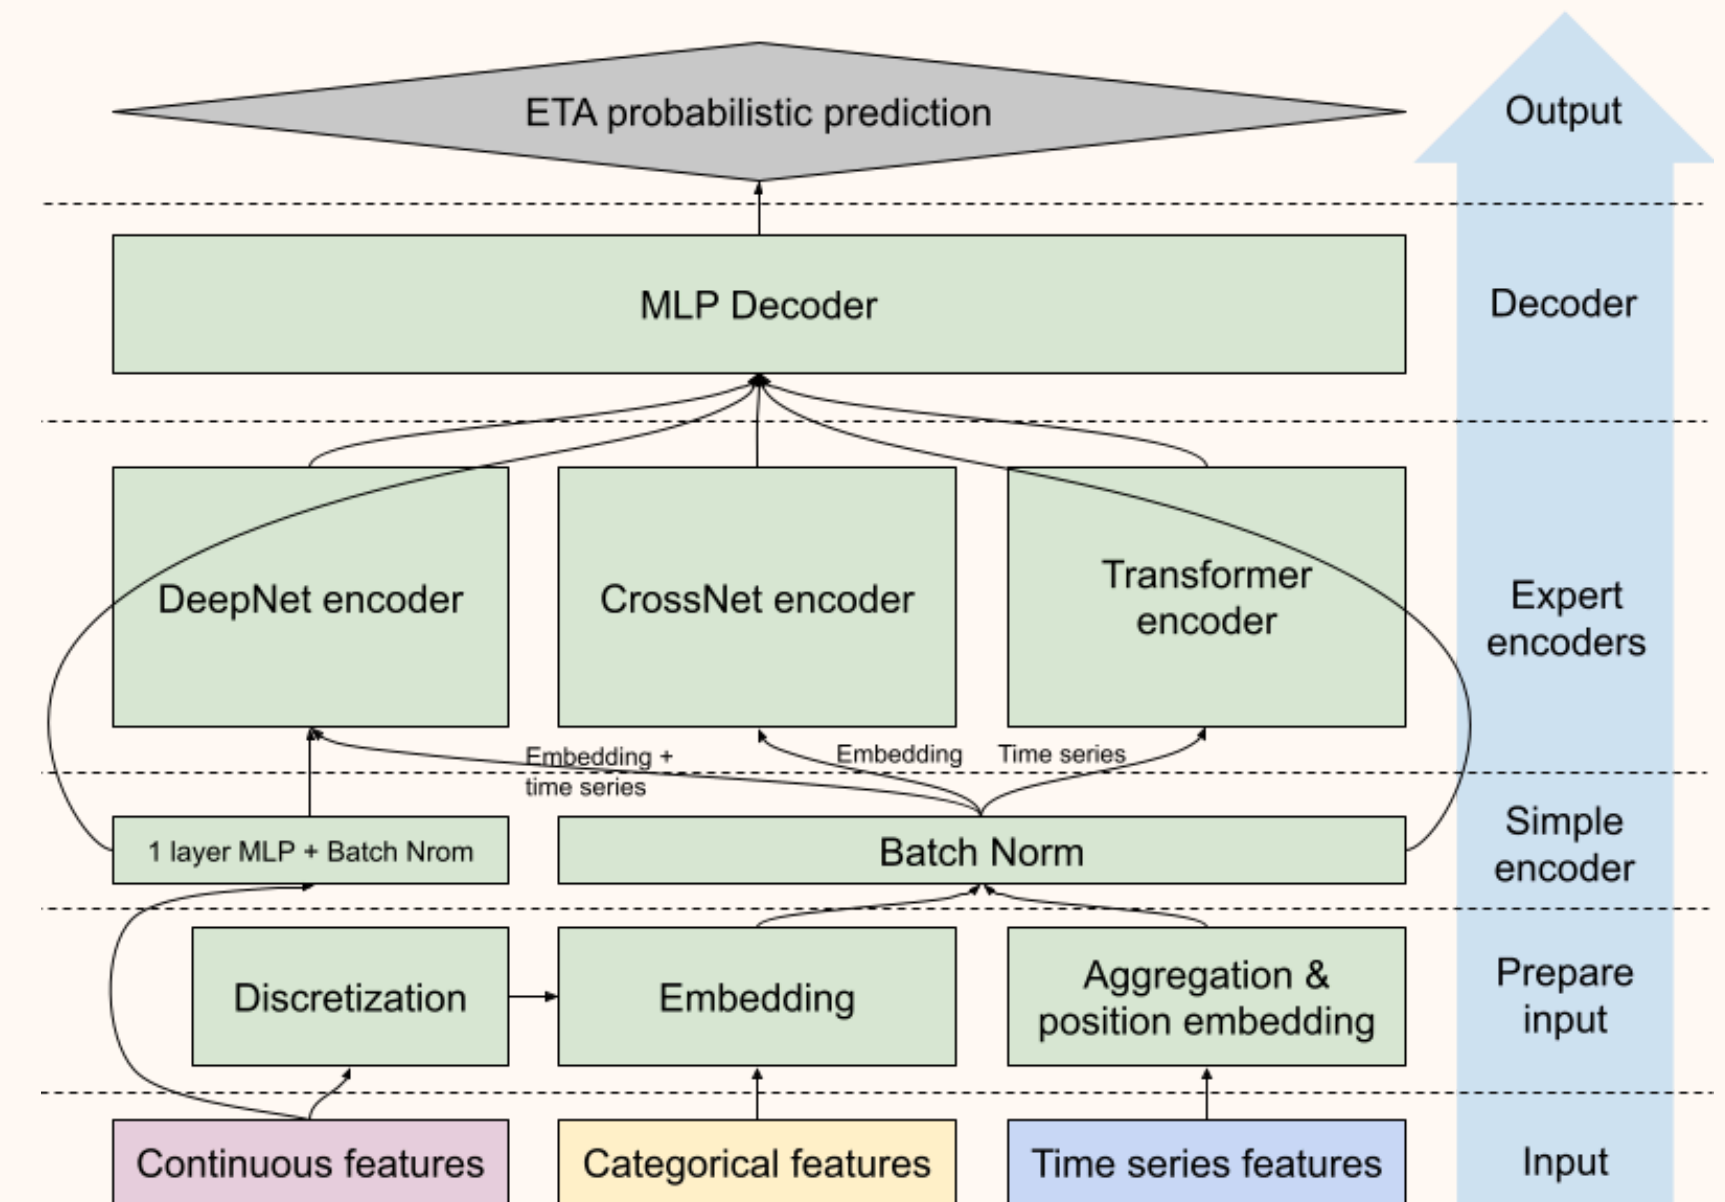 ETA probabilistic prediction
Output
MLP Decoder
Decoder
DeepNet encoder
CrossNet encoder
Transformer
encoder
Expert
encoders
Embedding +
time series
Embedding
Time series
1 layer MLP + Batch Nrom
Batch Norm
Simple
encoder
Discretization
Embedding
Aggregation &
position embedding
Prepare
input
Continuous features
Categorical features
Time series features
Input